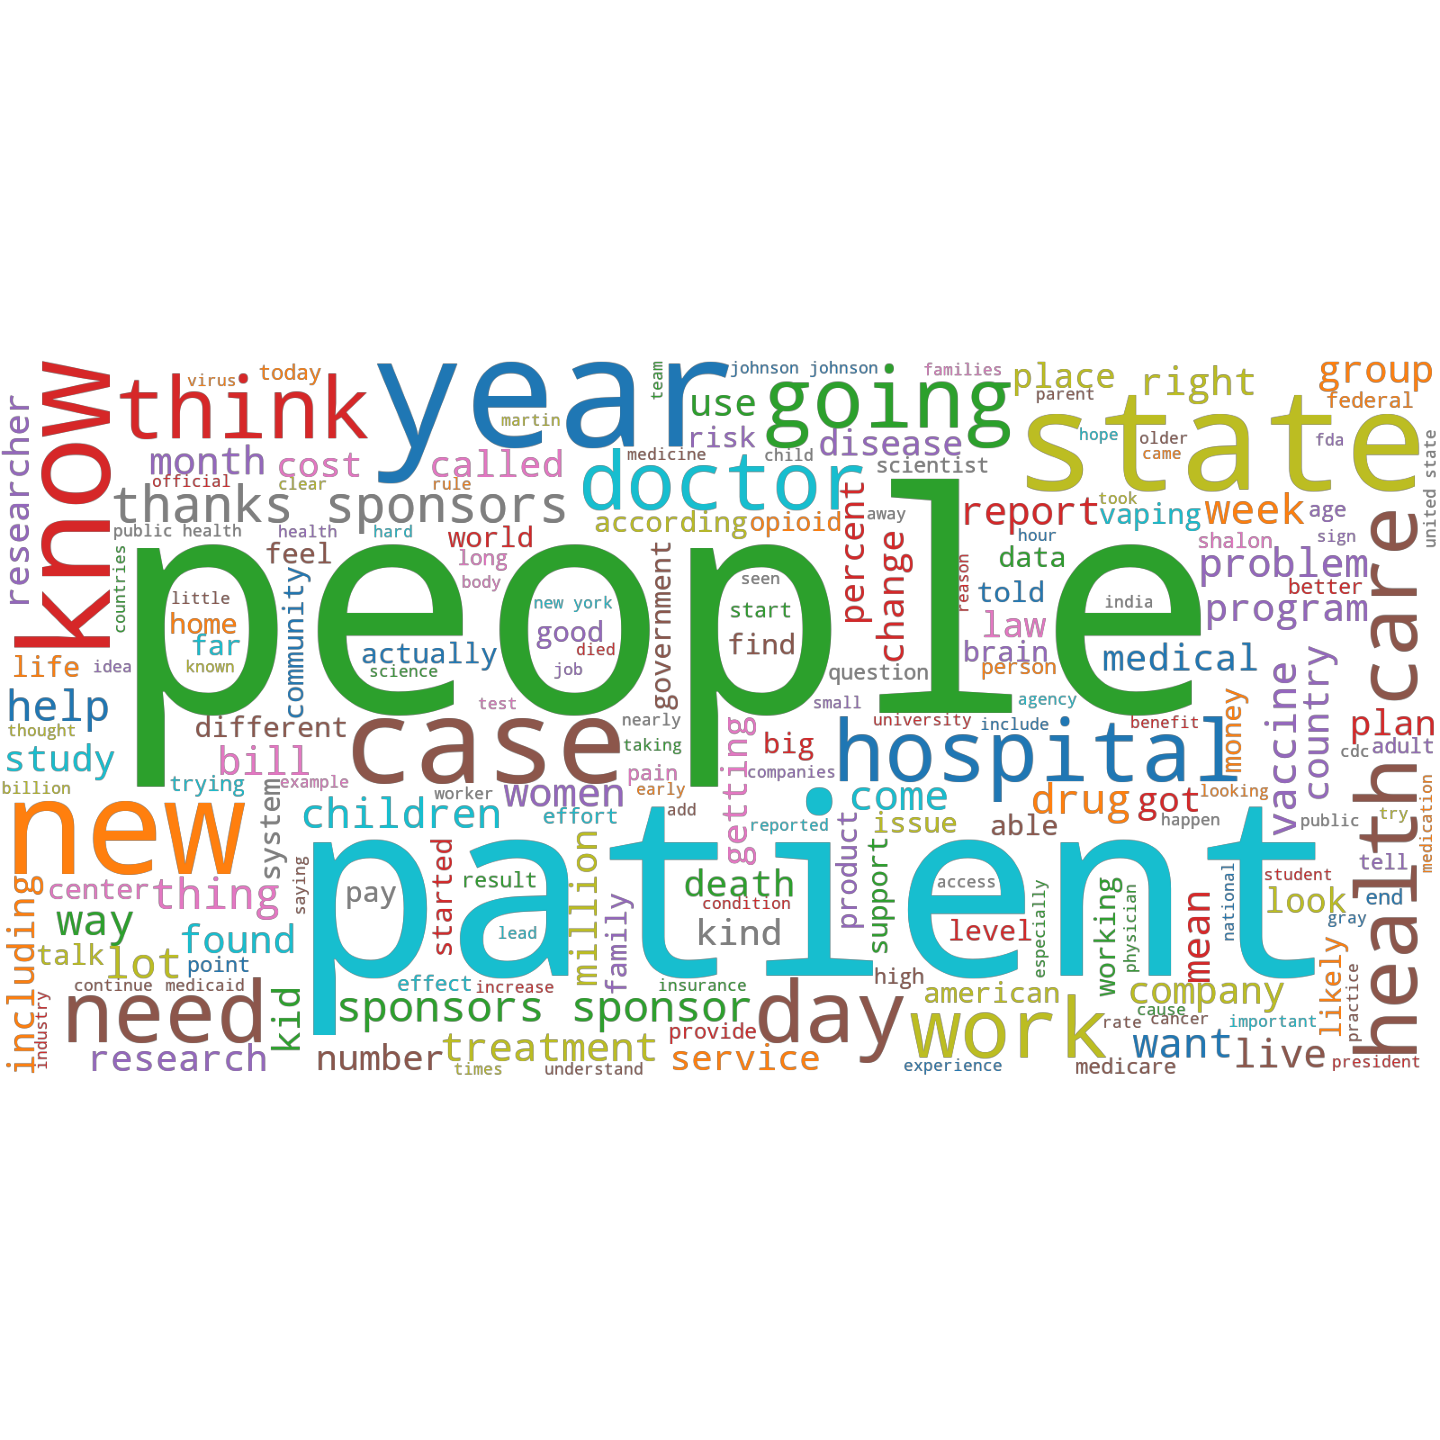 people
patient
year
state
know
think
going
new
case
hospital
health care
doctor
need
day
work
thanks sponsors
sponsors sponsor
virus
today
team
johnson johnson
families
place
right
group
parent
federal
martin
use
risk
disease
hope
older
came
fda
researcher
month
cost
called
medicine
child
scientist
official
clear
rule
united state
according
opioid
away
report
took
vaping
week
age
public health
health
hard
world
long
feel
hour
shalon
sign
countries
body
percent
change
reason
data
problem
better
little
community
new york
seen
start
told
india
program
home
far
good
government
find
law
known
actually
science
died
job
question
brain
person
medical
life
idea
help
thought
different
test
nearly
small
university
agency
include
benefit
money
vaccine
country
plan
study
bill
taking
getting
big
cdc
adult
billion
trying
example
pain
companies
worker
women
early
come
drug
got
looking
system
children
effort
add
reported
issue
able
happen
public
try
medication
center
thing
saying
pay
started
result
million
death
condition
product
support
access
level
especially
working
physician
mean
national
student
look
tell
end
gray
including
way
found
lead
family
kind
talk
lot
point
likely
practice
continue
medicaid
effect
increase
insurance
high
american
company
cause
industry
kid
provide
rate
cancer
important
research
number
treatment
times
understand
service
experience
medicare
want
live
president